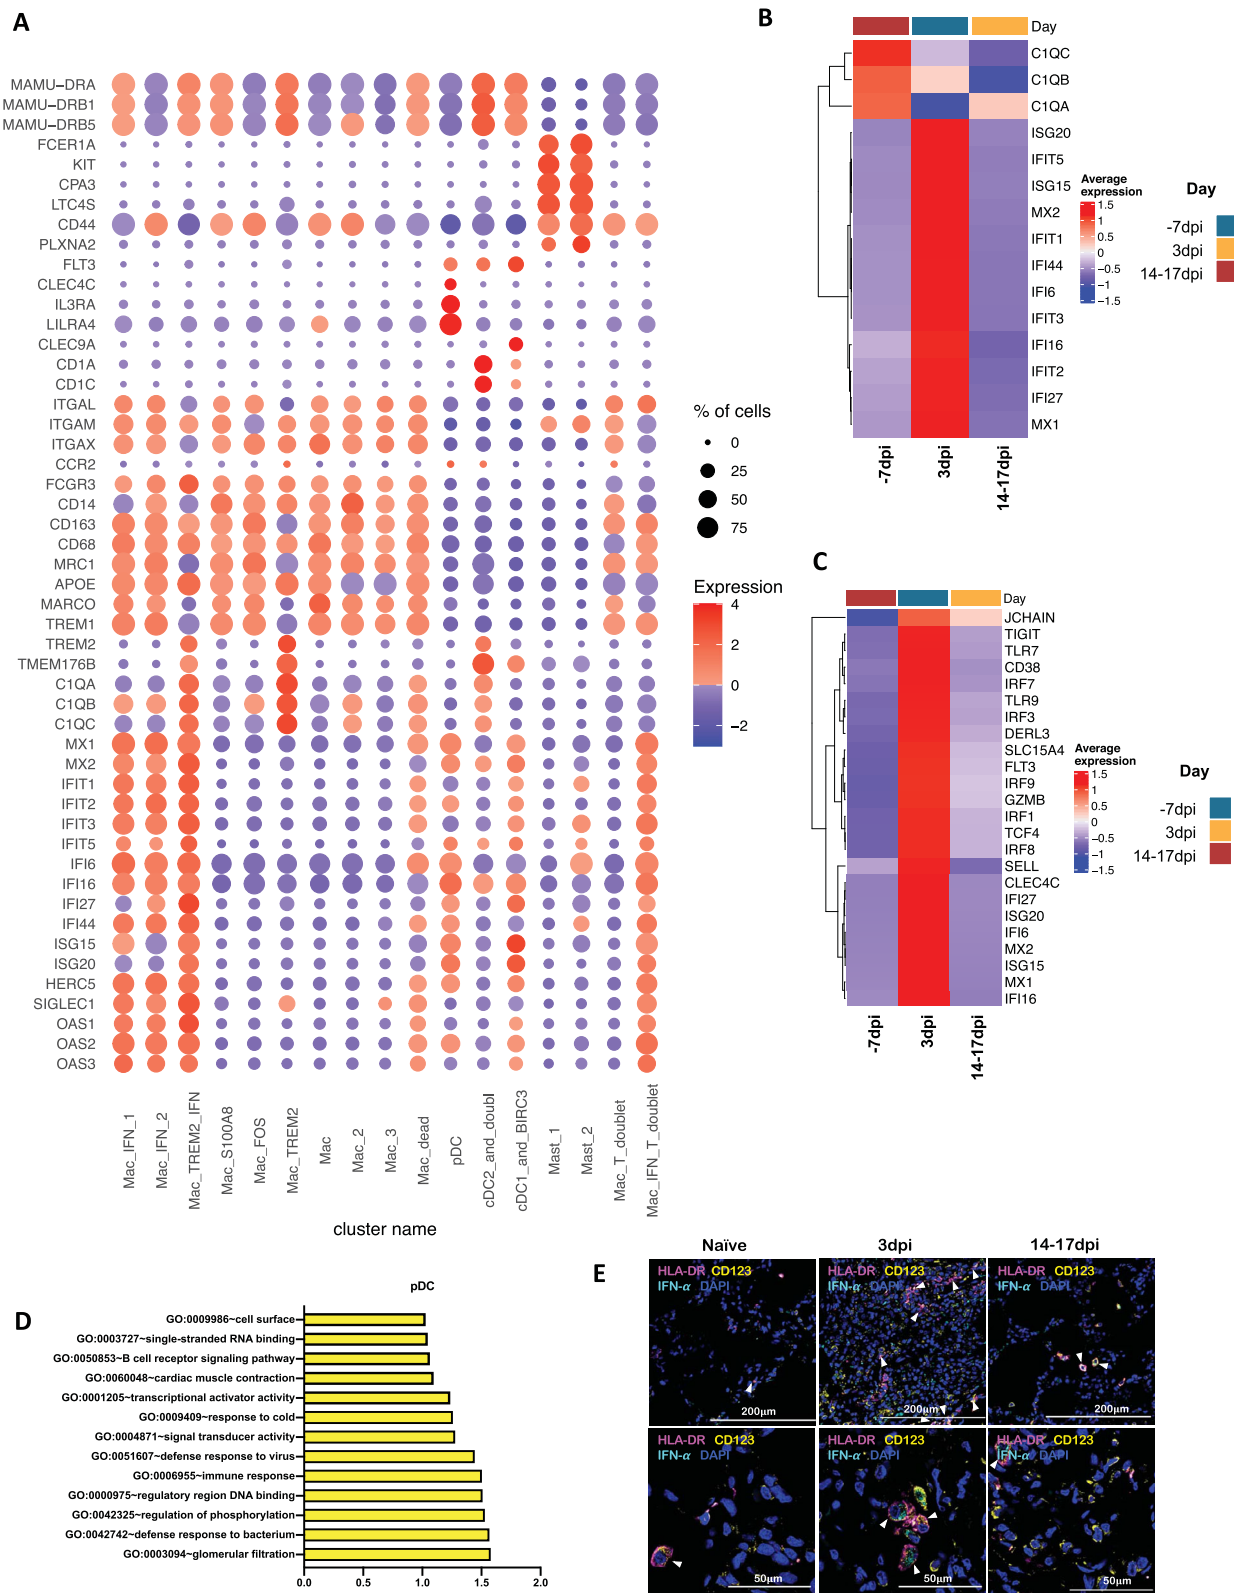 A
MAMU−DRA
MAMU−DRB1
MAMU−DRB5
FCER1A
KIT
CPA3
LTC4S
CD44
PLXNA2
FLT3
CLEC4C
IL3RA
LILRA4
CLEC9A
CD1A
CD1C
ITGAL
ITGAM
ITGAX
CCR2
FCGR3
CD14
CD163
CD68
MRC1
APOE
MARCO
TREM1
TREM2
TMEM176B
C1QA
C1QB
C1QC
MX1
MX2
IFIT1
IFIT2
IFIT3
IFIT5
IFI6
IFI16
IFI27
IFI44
ISG15
ISG20
HERC5
SIGLEC1
OAS1
OAS2
OAS3
Mac_IFN_1
Mac_IFN_2
Mac_TREM2_IFN
Mac_S100A8
Mac_FOS
Mac_TREM2
Mac
Mac_2
Mac_3
Mac_dead
pDC
cDC2_and_doubl
cDC1_and_BIRC3
Mast_1
Mast_2
Mac_T_doublet
Mac_IFN_T_doublet
cluster name
% of cells
0
25
50
75
Expression
4
2
0
−2
B
Day
C1QC
C1QB
C1QA
ISG20
IFIT5
ISG15
MX2
IFIT1
IFI44
IFI6
IFIT3
IFI16
IFIT2
IFI27
MX1
-7dpi
3dpi
14-17dpi
Average
expression
1.5
1
0.5
0
−0.5
−1
−1.5
Day
-7dpi
3dpi
14-17dpi
C
Day
JCHAIN
TIGIT
TLR7
CD38
IRF7
TLR9
IRF3
DERL3
SLC15A4
FLT3
IRF9
GZMB
IRF1
TCF4
IRF8
SELL
CLEC4C
IFI27
ISG20
IFI6
MX2
ISG15
MX1
IFI16
-7dpi
3dpi
14-17dpi
Average
expression
1.5
1
0.5
0
−0.5
−1
−1.5
Day
-7dpi
3dpi
14-17dpi
D
pDC
GO:0009986~cell surface
GO:0003727~single-stranded RNA binding
GO:0050853~B cell receptor signaling pathway
GO:0060048~cardiac muscle contraction
GO:0001205~transcriptional activator activity
GO:0009409~response to cold
GO:0004871~signal transducer activity
GO:0051607~defense response to virus
GO:0006955~immune response
GO:0000975~regulatory region DNA binding
GO:0042325~regulation of phosphorylation
GO:0042742~defense response to bacterium
GO:0003094~glomerular filtration
0.0 0.5 1.0 1.5 2.0
E
Naïve 3dpi 14-17dpi
HLA-DR CD123
IFN-α DAPI
200µm
HLA-DR CD123
IFN-α DAPI
200µm
HLA-DR CD123
IFN-α DAPI
200µm
HLA-DR CD123
IFN-α DAPI
50µm
HLA-DR CD123
IFN-α DAPI
50µm
HLA-DR CD123
IFN-α DAPI
50µm